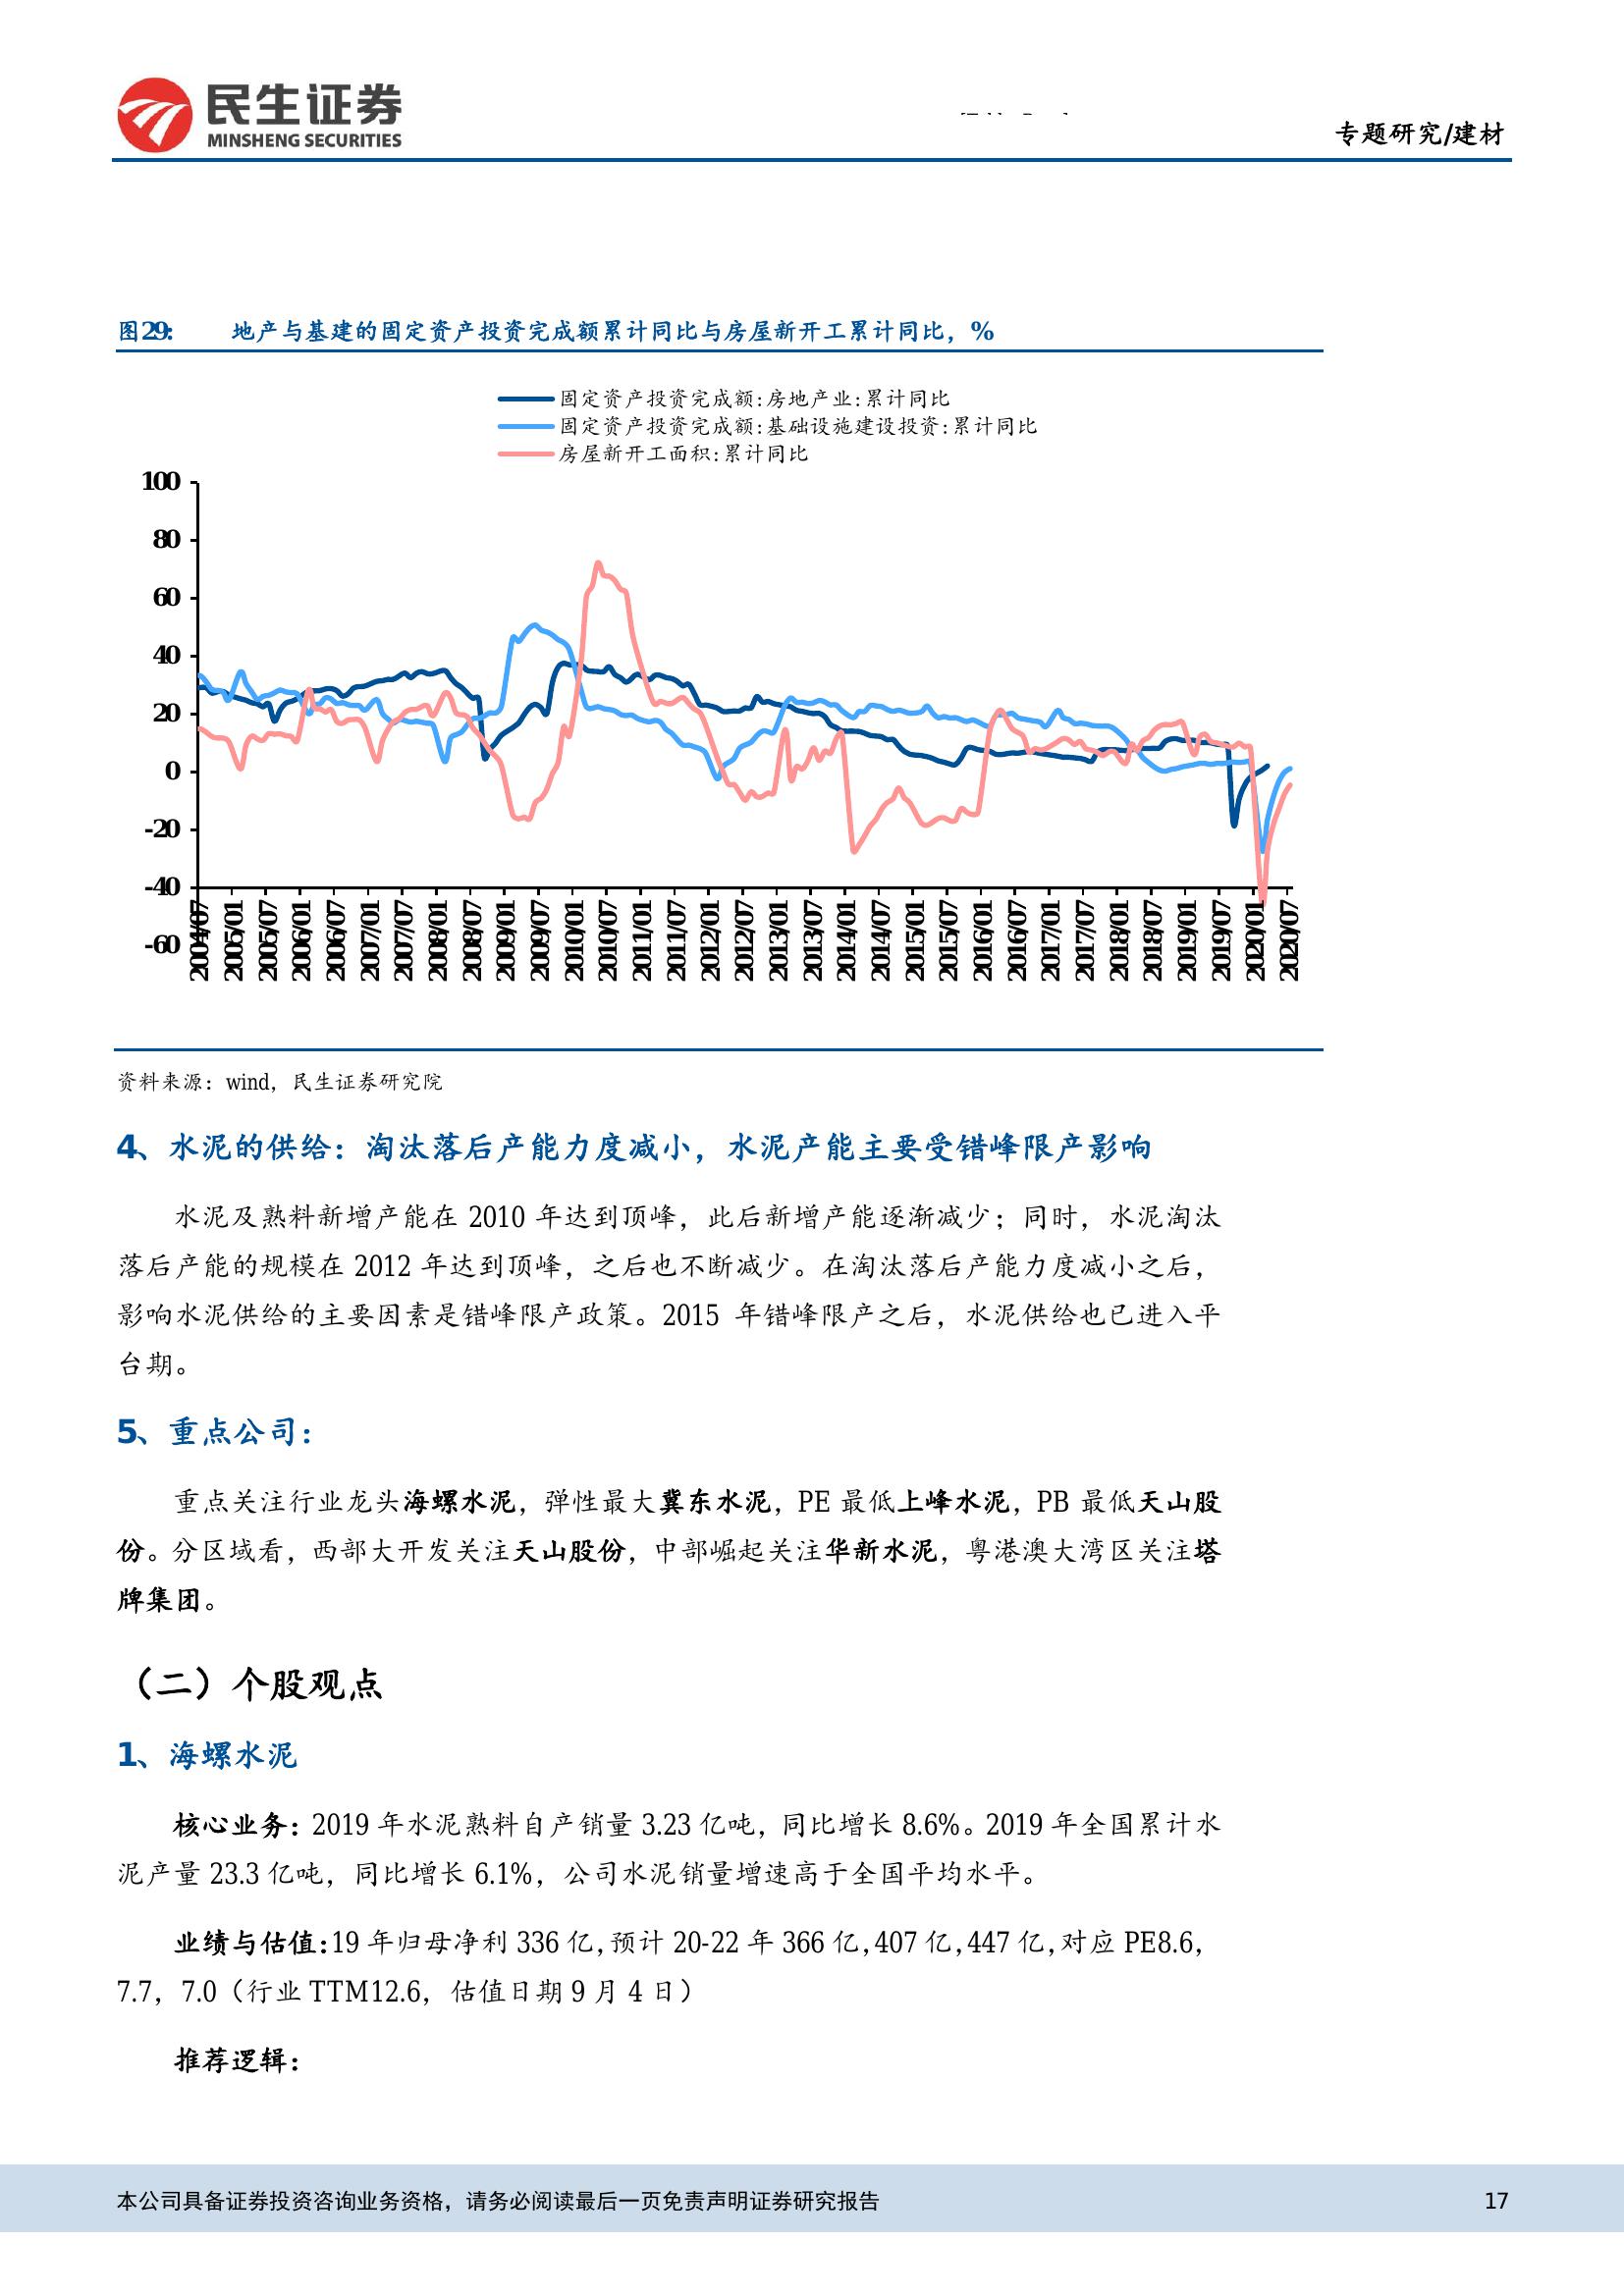 民生证券
MINSHENG SECURITIES
专题研究/建材
图29： 地产与基建的固定资产投资完成额累计同比与房屋新开工累计同比，%
固定资产投资完成额:房地产业:累计同比
固定资产投资完成额:基础设施建设投资:累计同比
房屋新开工面积:累计同比
100
80
60
40
20
0
-20
-40
-60
2004/07 2005/01 2005/07 2006/01 2006/07 2007/01 2007/07 2008/01 2008/07 2009/01 2009/07 2010/01 2010/07 2011/01 2011/07 2012/01 2012/07 2013/01 2013/07 2014/01 2014/07 2015/01 2015/07 2016/01 2016/07 2017/01 2017/07 2018/01 2018/07 2019/01 2019/07 2020/01 2020/07
资料来源：wind，民生证券研究院
4、水泥的供给：淘汰落后产能力度减小，水泥产能主要受错峰限产影响
水泥及熟料新增产能在 2010 年达到顶峰，此后新增产能逐渐减少；同时，水泥淘汰
落后产能的规模在 2012 年达到顶峰，之后也不断减少。在淘汰落后产能力度减小之后，
影响水泥供给的主要因素是错峰限产政策。2015 年错峰限产之后，水泥供给也已进入平
台期。
5、重点公司：
重点关注行业龙头海螺水泥，弹性最大冀东水泥，PE 最低上峰水泥，PB 最低天山股
份。分区域看，西部大开发关注天山股份，中部崛起关注华新水泥，粤港澳大湾区关注塔
牌集团。
（二）个股观点
1、海螺水泥
核心业务：2019 年水泥熟料自产销量 3.23 亿吨，同比增长 8.6%。2019 年全国累计水
泥产量 23.3 亿吨，同比增长 6.1%，公司水泥销量增速高于全国平均水平。
业绩与估值：19 年归母净利 336 亿，预计 20-22 年 366 亿，407 亿，447 亿，对应 PE8.6，
7.7，7.0（行业 TTM12.6，估值日期 9 月 4 日）
推荐逻辑：
本公司具备证券投资咨询业务资格，请务必阅读最后一页免责声明证券研究报告 17